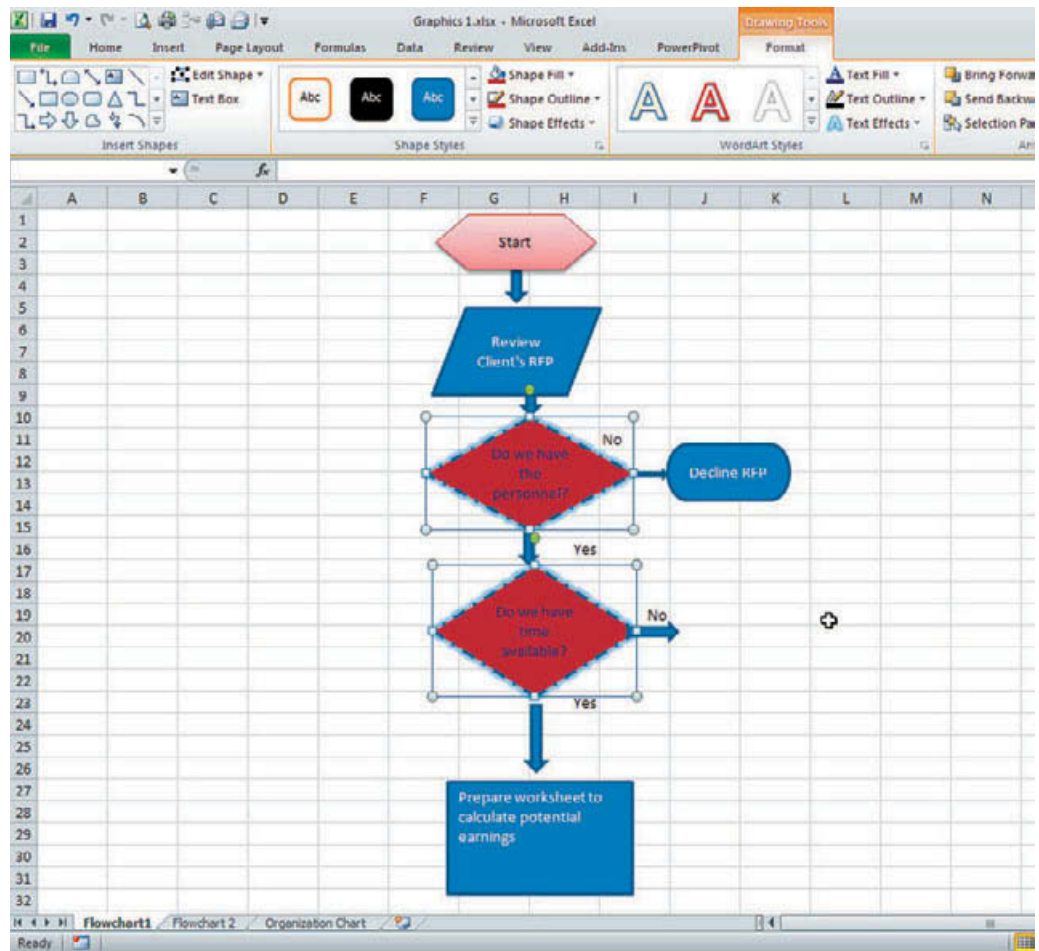 Graphics 1.xlsx - Microsoft Excel
Drawing Tools
File Home Insert Page Layout Formulas Data Review View Add-Ins PowerPivot Format
Edit Shape
Text Box
Insert Shapes
Abc Abc Abc
Shape Fill
Shape Outline
Shape Effects
Shape Styles
A A A
WordArt Styles
Text Fill
Text Outline
Text Effects
Bring Forwa
Send Backwa
Selection Pa
fx
A B C D E F G H I J K L M N
1
2
3
4
5
6
7
8
9
10
11
12
13
14
15
16
17
18
19
20
21
22
23
24
25
26
27
28
29
30
31
32
Start
Review
Client's RFP
Do we have
the
personnel?
No
Decline RFP
Yes
Do we have
time
available?
No
Yes
Prepare worksheet to
calculate potential
earnings
Flowchart1 Flowchart 2 Organization Chart
Ready